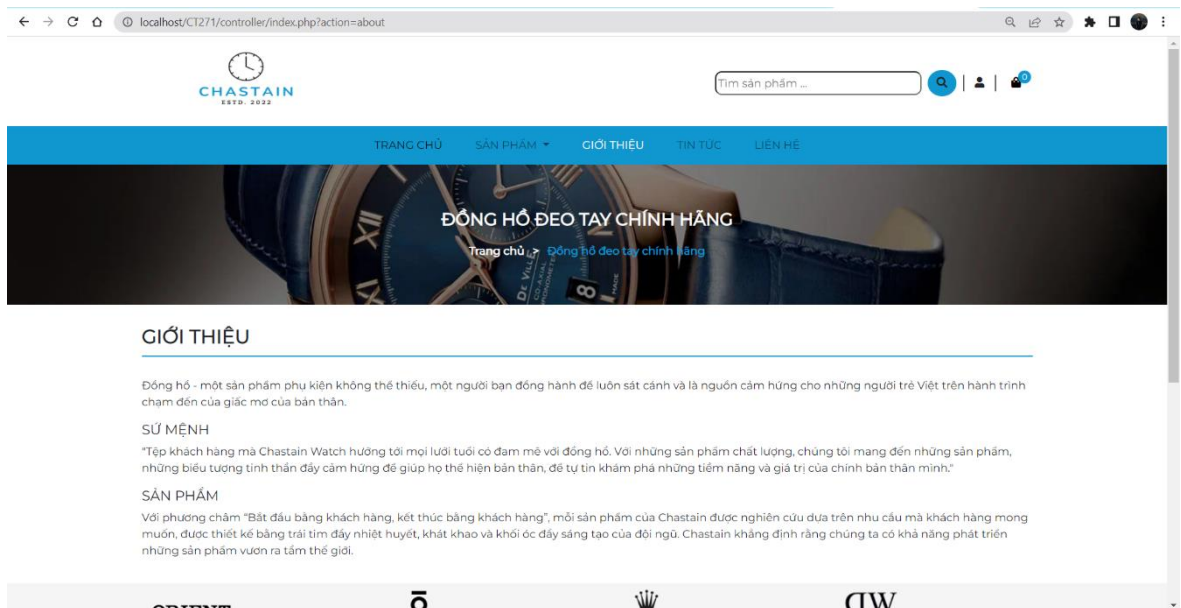 localhost/CT271/controller/index.php?action=about
CHASTAIN
ESTD. 2022
Tìm sản phẩm ...
0
TRANG CHỦ SẢN PHẨM GIỚI THIỆU TIN TỨC LIÊN HỆ
ĐỒNG HỒ ĐEO TAY CHÍNH HÃNG
Trang chủ > Đồng hồ đeo tay chính hãng
XII
XI
DE VILLE
CO-AXIAL
CHRONOMETER
8
MADE
GIỚI THIỆU
Đồng hồ - một sản phẩm phụ kiện không thể thiếu, một người bạn đồng hành để luôn sát cánh và là nguồn cảm hứng cho những người trẻ Việt trên hành trình
chạm đến của giấc mơ của bản thân.
SỨ MỆNH
"Tệp khách hàng mà Chastain Watch hướng tới mọi lưới tuổi có đam mê với đồng hồ. Với những sản phẩm chất lượng, chúng tôi mang đến những sản phẩm,
những biểu tượng tinh thần đầy cảm hứng để giúp họ thể hiện bản thân, để tự tin khám phá những tiềm năng và giá trị của chính bản thân mình."
SẢN PHẨM
Với phương châm "Bắt đầu bằng khách hàng, kết thúc bằng khách hàng", mỗi sản phẩm của Chastain được nghiên cứu dựa trên nhu cầu mà khách hàng mong
muốn, được thiết kế bằng trái tim đầy nhiệt huyết, khát khao và khối óc đầy sáng tạo của đội ngũ. Chastain khẳng định rằng chúng ta có khả năng phát triển
những sản phẩm vươn ra tầm thế giới.
ORIENT